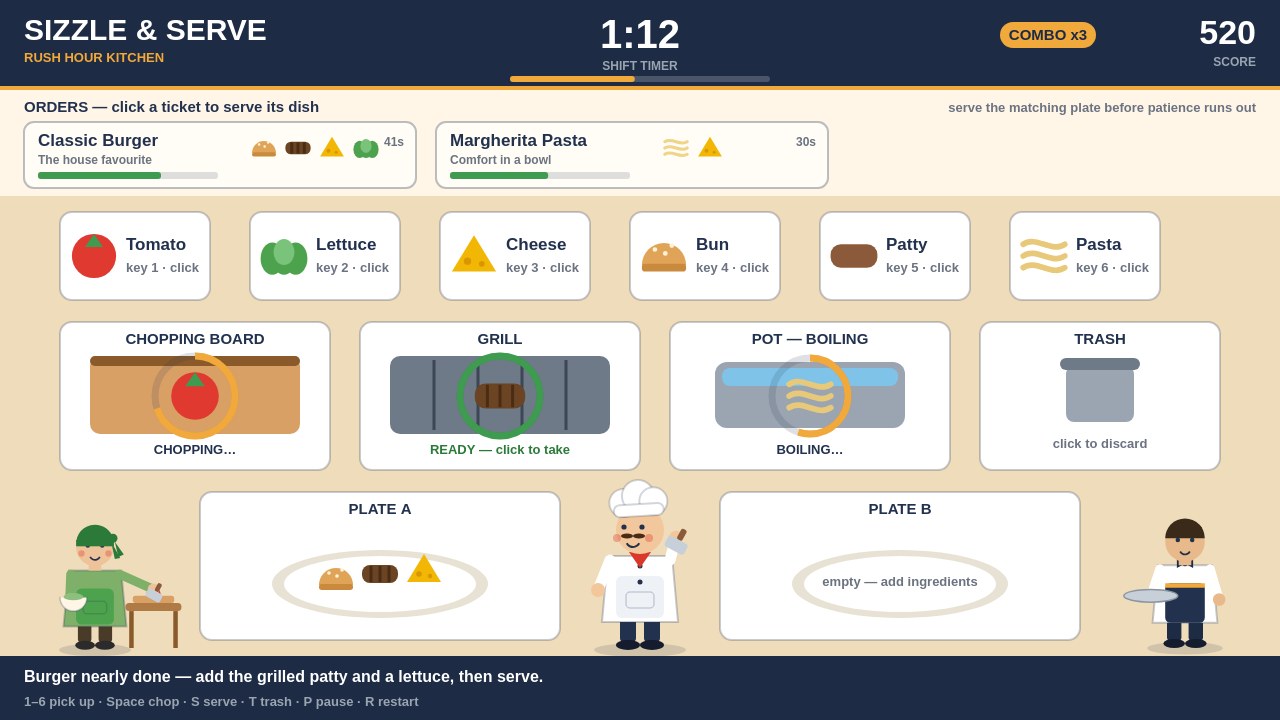 SIZZLE & SERVE
RUSH HOUR KITCHEN
1:12
SHIFT TIMER
COMBO x3
520
SCORE
ORDERS — click a ticket to serve its dish
serve the matching plate before patience runs out
Classic Burger
The house favourite
41s
Margherita Pasta
Comfort in a bowl
30s
Tomato
key 1 · click
Lettuce
key 2 · click
Cheese
key 3 · click
Bun
key 4 · click
Patty
key 5 · click
Pasta
key 6 · click
CHOPPING BOARD
CHOPPING…
GRILL
READY — click to take
POT — BOILING
BOILING…
TRASH
click to discard
PLATE A
PLATE B
empty — add ingredients
Burger nearly done — add the grilled patty and a lettuce, then serve.
1–6 pick up · Space chop · S serve · T trash · P pause · R restart